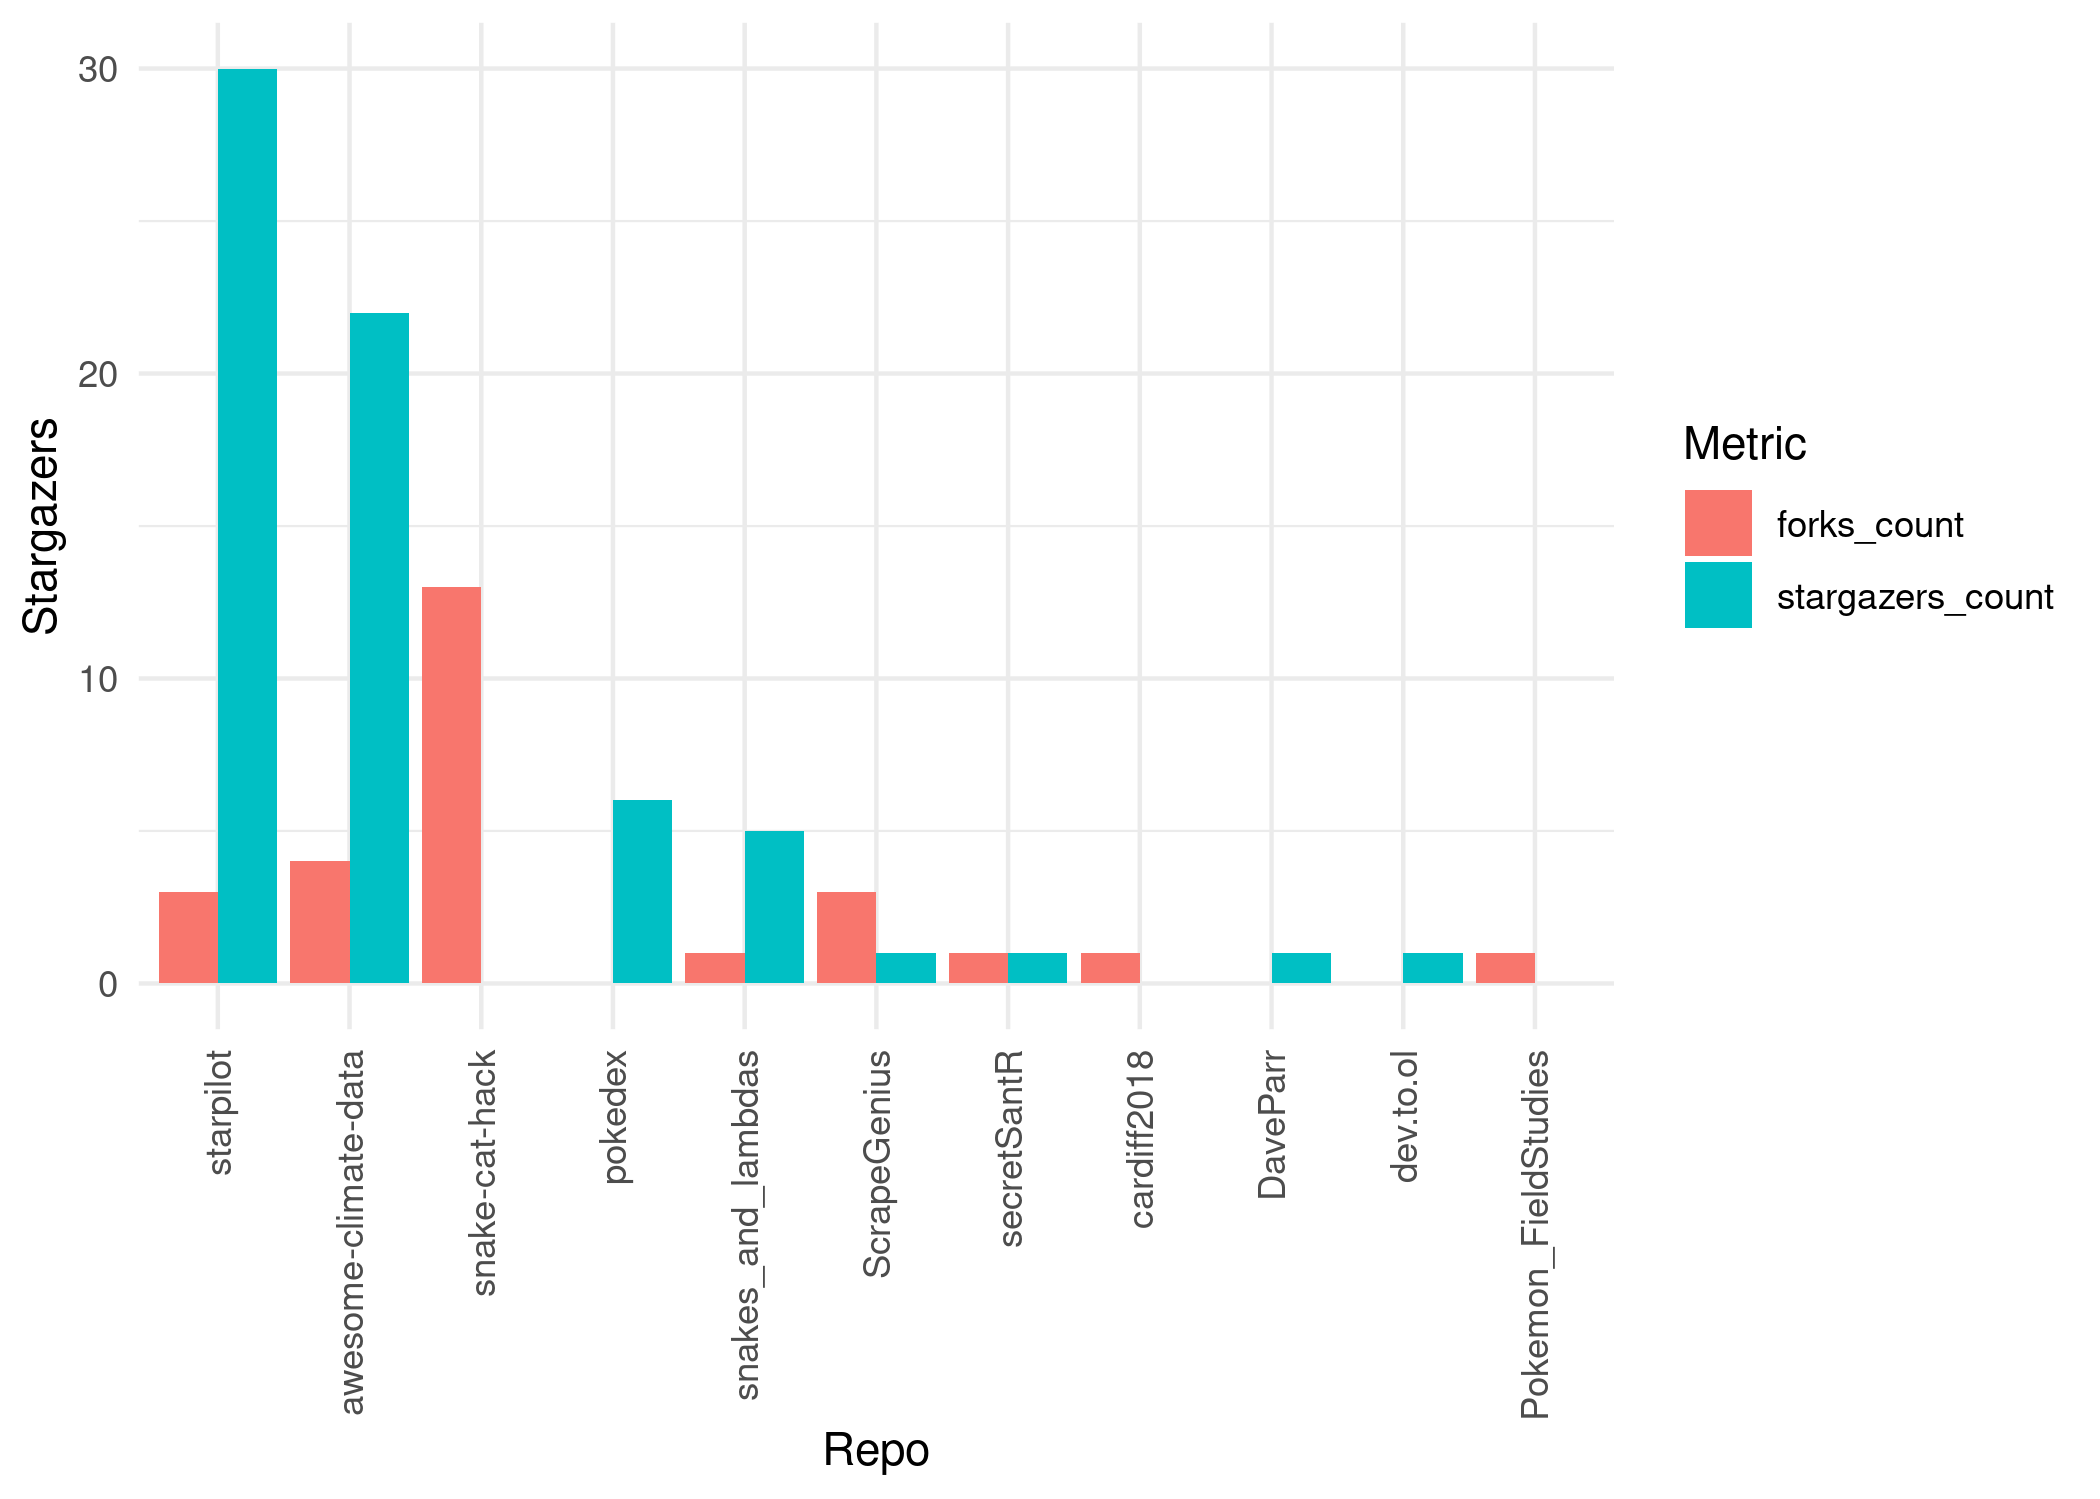 30
20
10
0
Stargazers
starpilot
awesome-climate-data
snake-cat-hack
pokedex
snakes_and_lambdas
ScrapeGenius
secretSantR
cardiff2018
DaveParr
dev.to.ol
Pokemon_FieldStudies
Repo
Metric
forks_count
stargazers_count